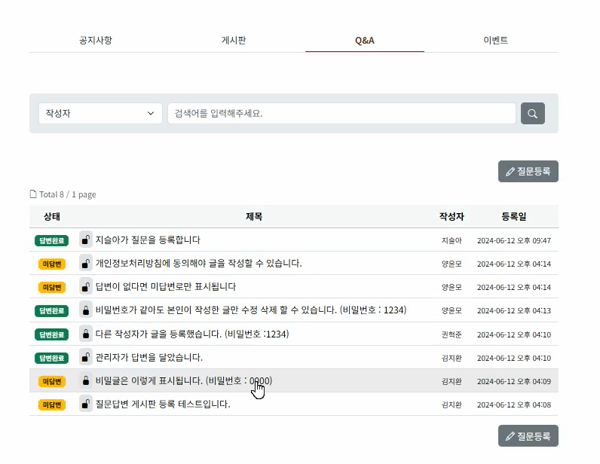 공지사항 게시판 Q&A 이벤트
작성자 검색어를 입력해주세요.
질문등록
Total 8 / 1 page
상태 제목 작성자 등록일
답변완료 지슬아가 질문을 등록합니다 지슬아 2024-06-12 오후 09:47
미답변 개인정보처리방침에 동의해야 글을 작성할 수 있습니다. 양윤모 2024-06-12 오후 04:14
미답변 답변이 없다면 미답변로만 표시됩니다 양윤모 2024-06-12 오후 04:14
답변완료 비밀번호가 같아도 본인이 작성한 글만 수정 삭제 할 수 있습니다. (비밀번호 : 1234) 양윤모 2024-06-12 오후 04:13
답변완료 다른 작성자가 글을 등록했습니다. (비밀번호 :1234) 권혁준 2024-06-12 오후 04:10
답변완료 관리자가 답변을 달았습니다. 김지환 2024-06-12 오후 04:10
미답변 비밀글은 이렇게 표시됩니다. (비밀번호 : 0000) 김지환 2024-06-12 오후 04:09
미답변 질문답변 게시판 등록 테스트입니다. 김지환 2024-06-12 오후 04:08
질문등록